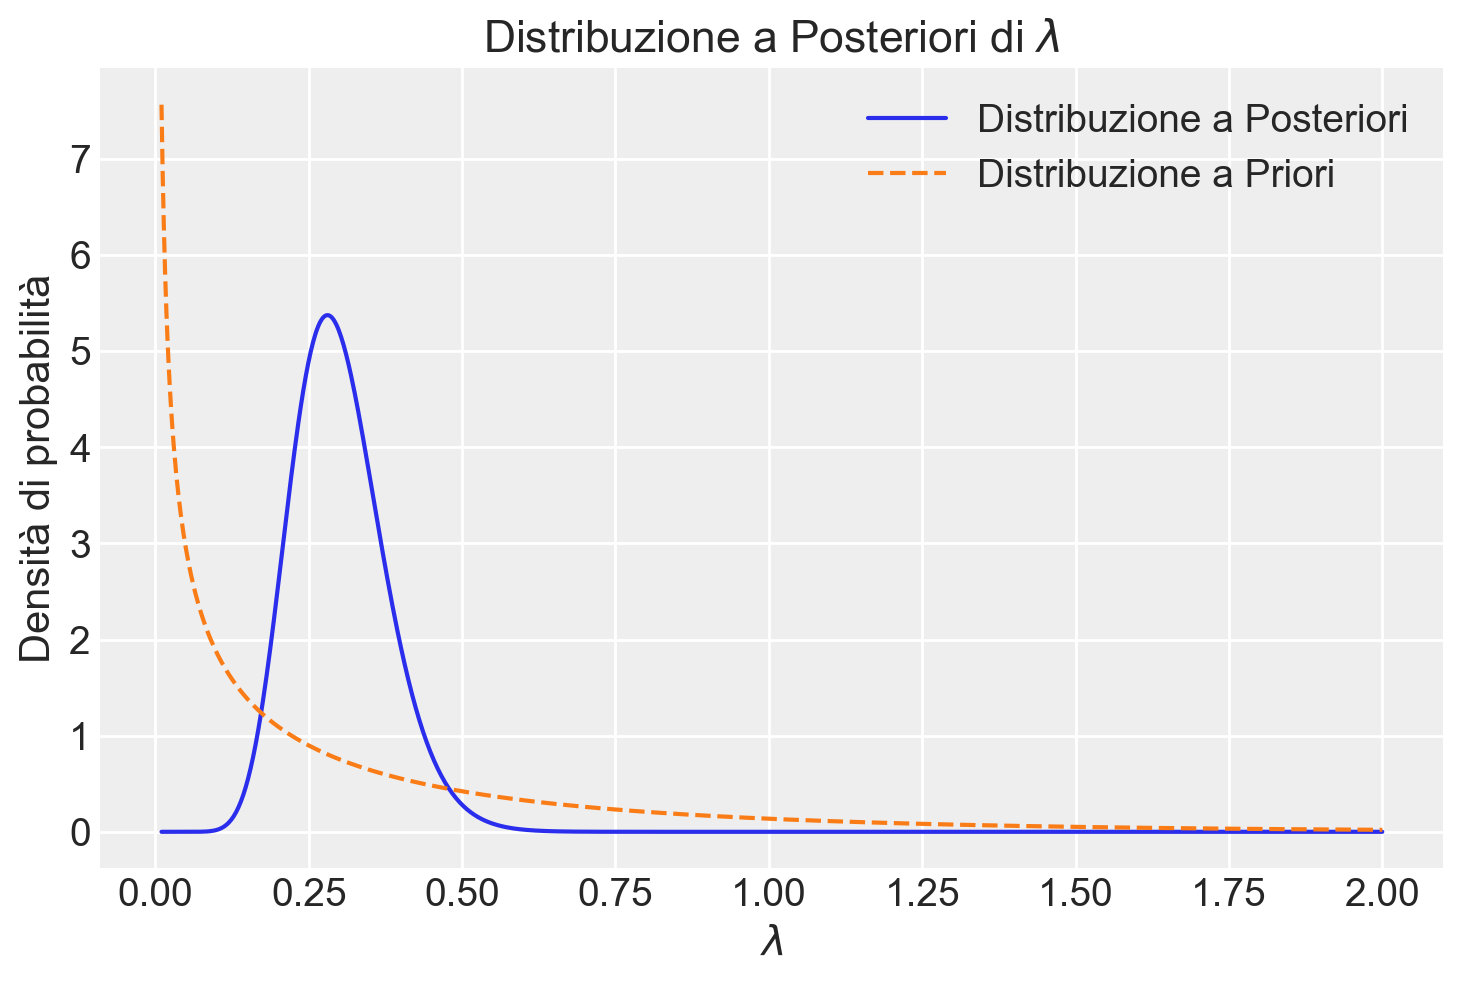 Distribuzione a Posteriori di λ
Distribuzione a Posteriori
Distribuzione a Priori
Densità di probabilità
7
6
5
4
3
2
1
0
0.00 0.25 0.50 0.75 1.00 1.25 1.50 1.75 2.00
λ